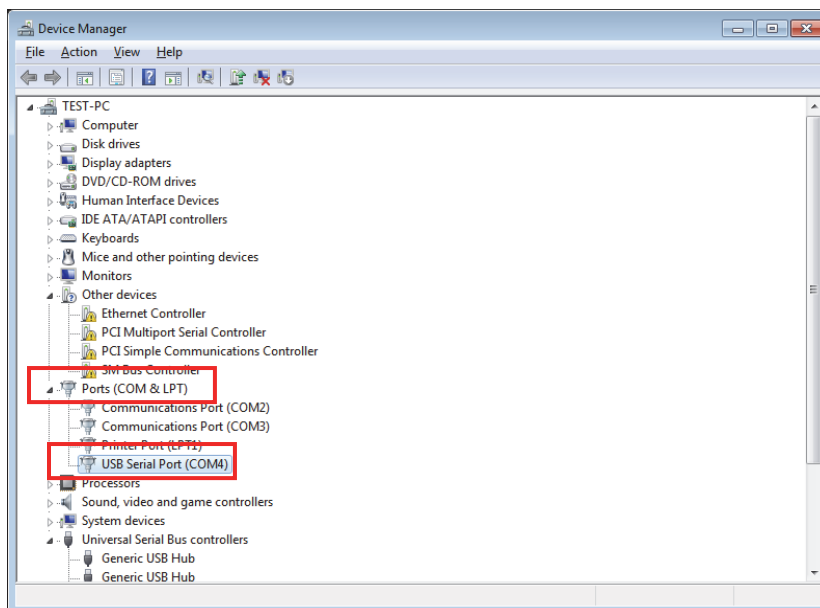 Device Manager
File Action View Help
TEST-PC
Computer
Disk drives
Display adapters
DVD/CD-ROM drives
Human Interface Devices
IDE ATA/ATAPI controllers
Keyboards
Mice and other pointing devices
Monitors
Other devices
Ethernet Controller
PCI Multiport Serial Controller
PCI Simple Communications Controller
SM Bus Controller
Ports (COM & LPT)
Communications Port (COM2)
Communications Port (COM3)
Printer Port (LPT1)
USB Serial Port (COM4)
Processors
Sound, video and game controllers
System devices
Universal Serial Bus controllers
Generic USB Hub
Generic USB Hub